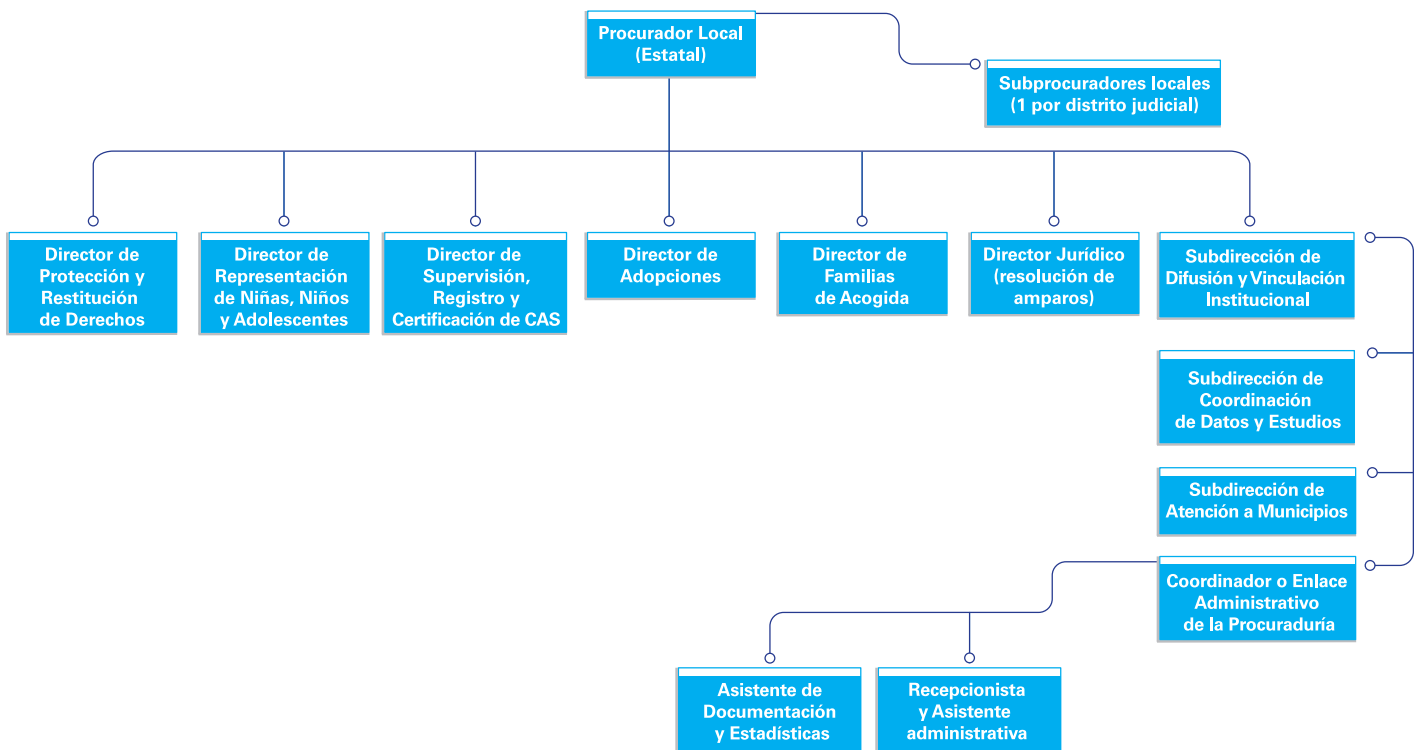 Procurador Local
(Estatal)
Subprocuradores locales
(1 por distrito judicial)
Director de
Protección y
Restitución
de Derechos
Director de
Representación
de Niñas, Niños
y Adolescentes
Director de
Supervisión,
Registro y
Certificación de CAS
Director de
Adopciones
Director de
Familias
de Acogida
Director Jurídico
(resolución de
amparos)
Subdirección de
Difusión y Vinculación
Institucional
Subdirección de
Coordinación
de Datos y Estudios
Subdirección de
Atención a Municipios
Coordinador o Enlace
Administrativo
de la Procuraduría
Asistente de
Documentación
y Estadísticas
Recepcionista
y Asistente
administrativa